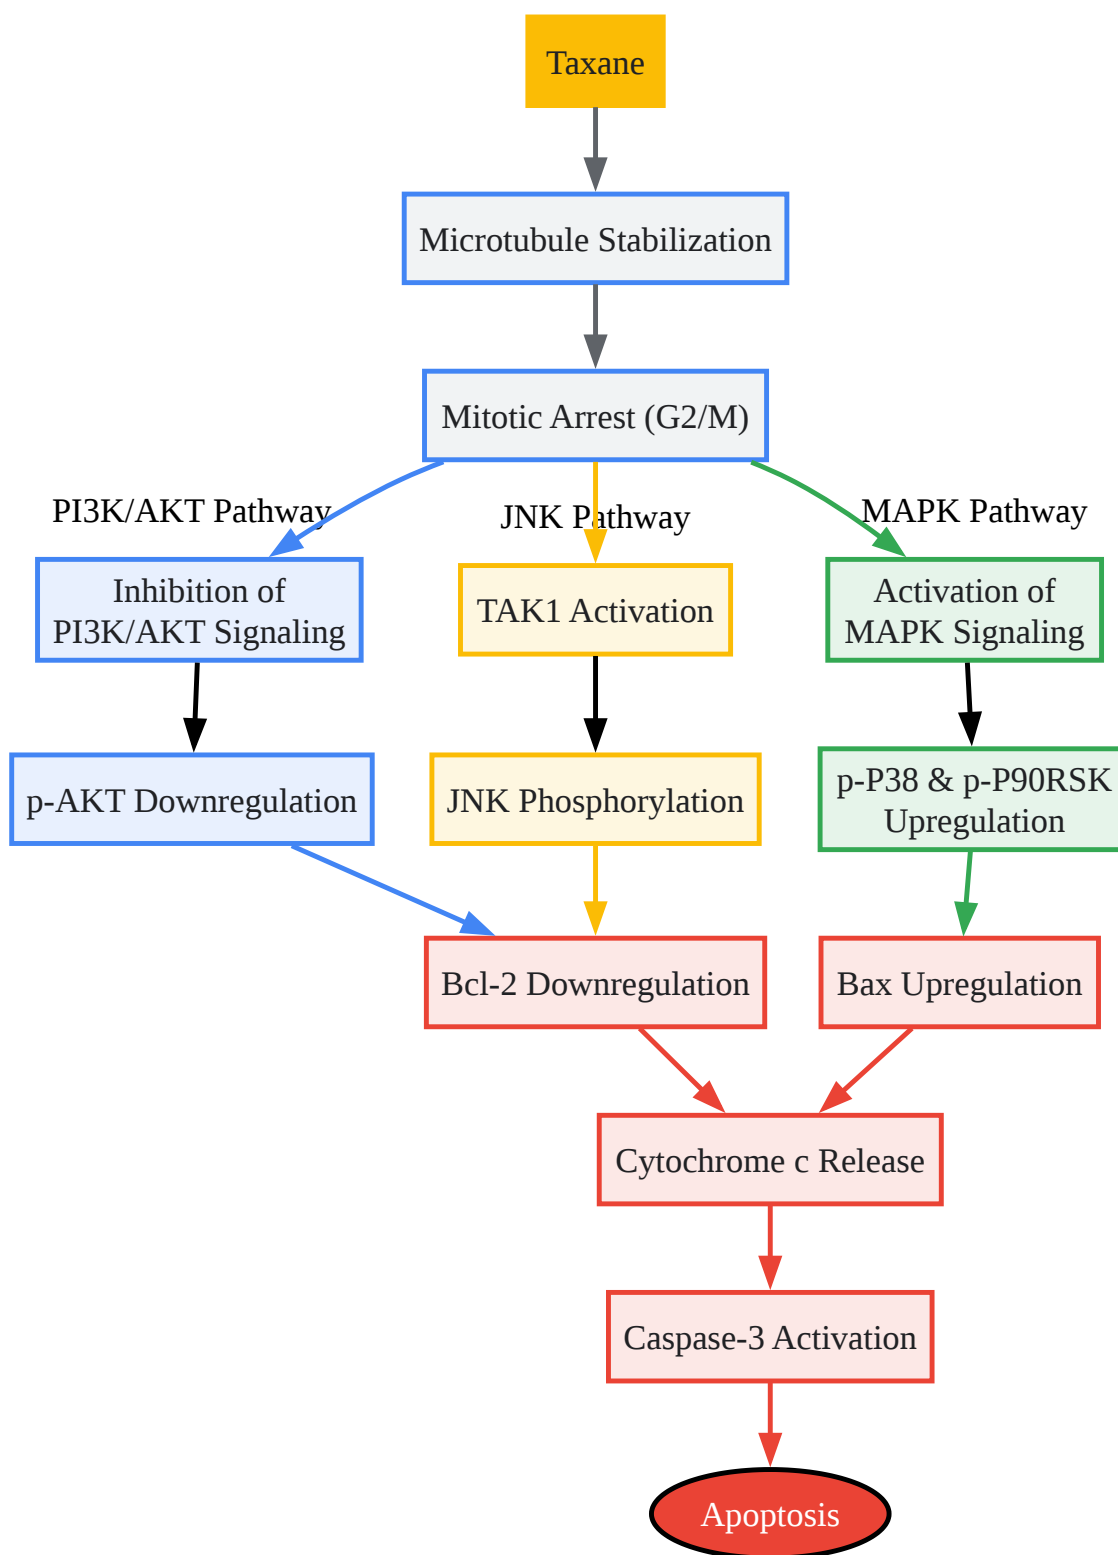 Taxane
Microtubule Stabilization
Mitotic Arrest (G2/M)
PI3K/AKT Pathway
JNK Pathway
MAPK Pathway
Inhibition of
PI3K/AKT Signaling
TAK1 Activation
Activation of
MAPK Signaling
p-AKT Downregulation
JNK Phosphorylation
p-P38 & p-P90RSK
Upregulation
Bcl-2 Downregulation
Bax Upregulation
Cytochrome c Release
Caspase-3 Activation
Apoptosis